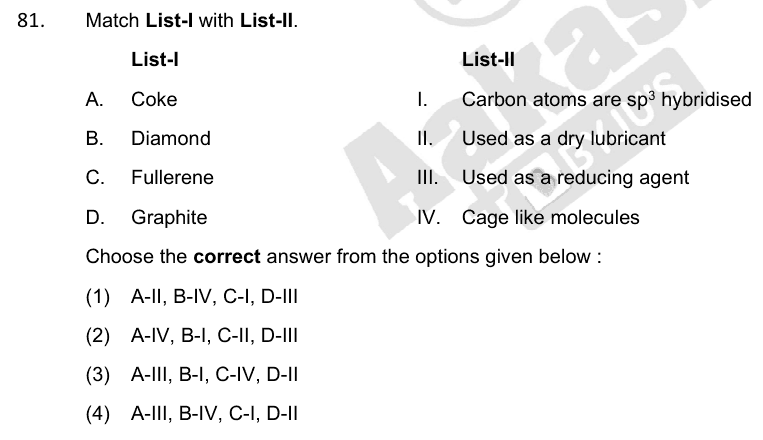 81. Match List-I with List-II.
List-I List-II
A. Coke I. Carbon atoms are sp³ hybridised
B. Diamond II. Used as a dry lubricant
C. Fullerene III. Used as a reducing agent
D. Graphite IV. Cage like molecules
Choose the correct answer from the options given below :
(1) A-II, B-IV, C-I, D-III
(2) A-IV, B-I, C-II, D-III
(3) A-III, B-I, C-IV, D-II
(4) A-III, B-IV, C-I, D-II
Aakas
BYJU'S